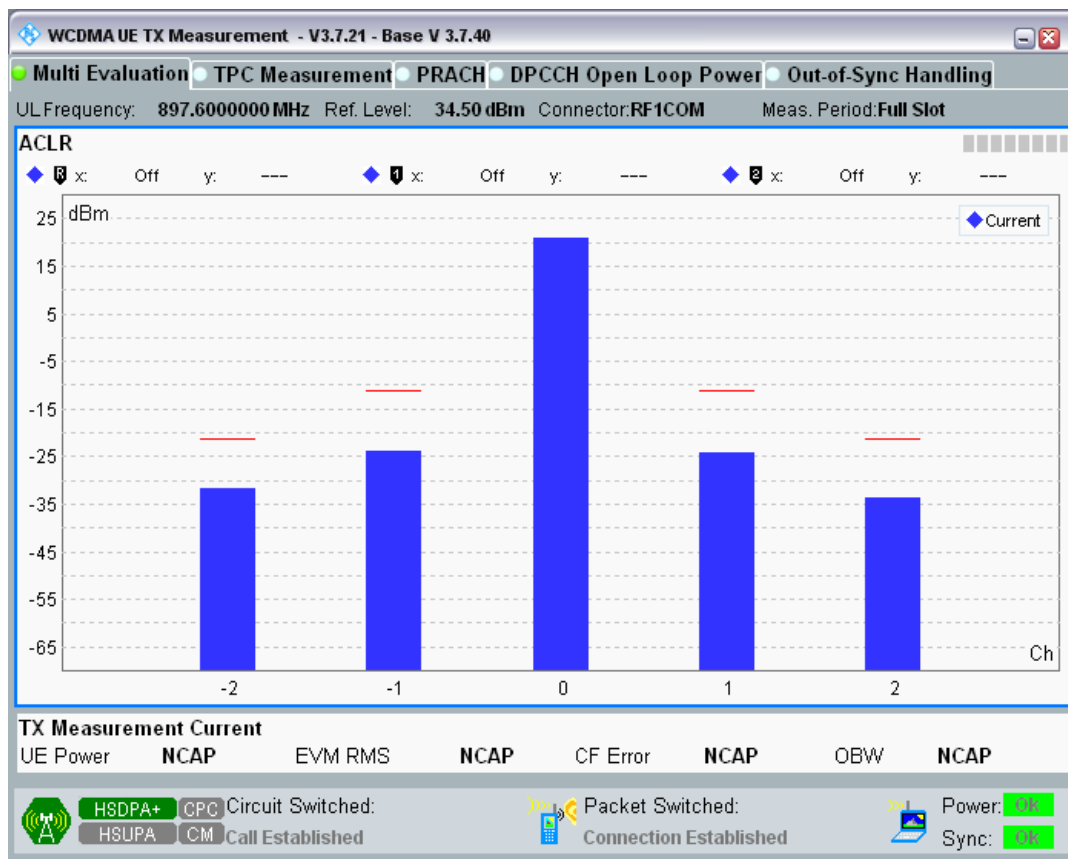 WCDMA UE TX Measurement - V3.7.21 - Base V 3.7.40
Multi Evaluation TPC Measurement PRACH DPCCH Open Loop Power Out-of-Sync Handling
UL Frequency: 897.6000000 MHz Ref. Level: 34.50 dBm Connector:RF1COM Meas. Period:Full Slot
ACLR
R x: Off y: --- 1 x: Off y: --- 2 x: Off y: ---
dBm
Current
25
15
5
-5
-15
-25
-35
-45
-55
-65
Ch
-2 -1 0 1 2
TX Measurement Current
UE Power NCAP EVM RMS NCAP CF Error NCAP OBW NCAP
HSDPA+ CPC Circuit Switched: Packet Switched: Power: OK
HSUPA CM Call Established Connection Established Sync: OK